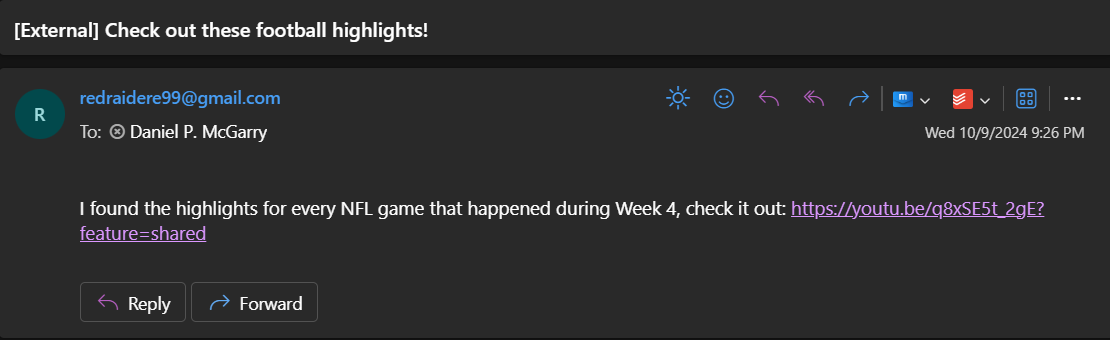 [External] Check out these football highlights!
R
redraidere99@gmail.com
To: Daniel P. McGarry
Wed 10/9/2024 9:26 PM
I found the highlights for every NFL game that happened during Week 4, check it out: https://youtu.be/q8xSE5t_2gE?
feature=shared
Reply Forward